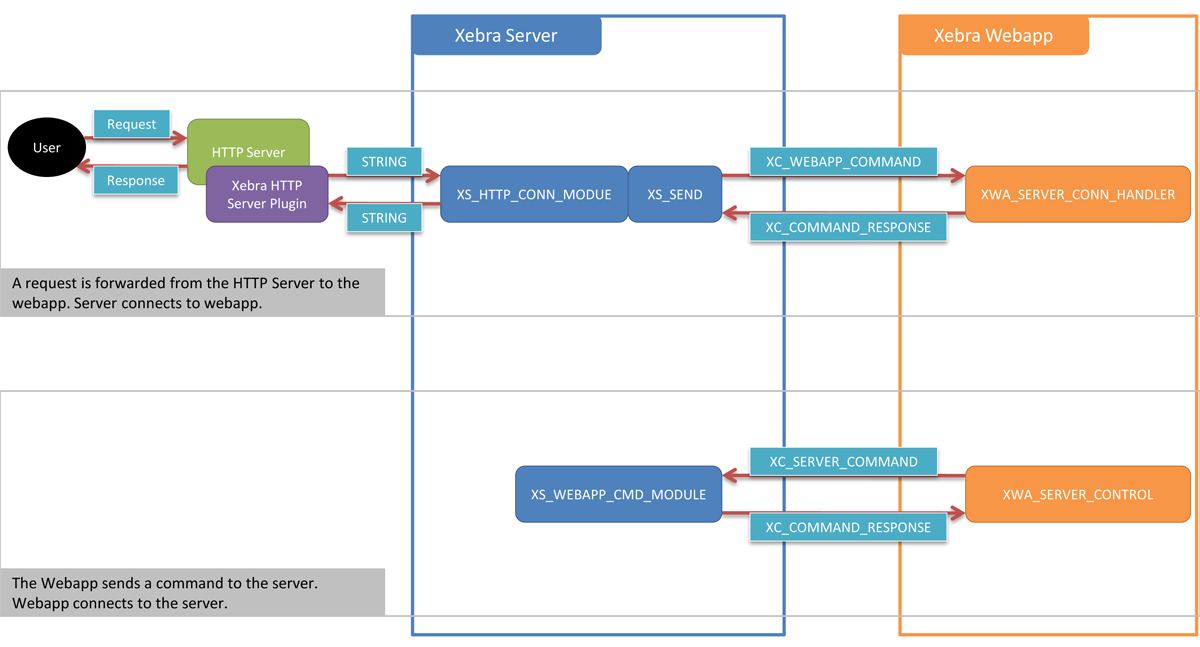 Xebra Server
Xebra Webapp
Request
User
HTTP Server
Response
Xebra HTTP
Server Plugin
STRING
STRING
XS_HTTP_CONN_MODUE
XS_SEND
XC_WEBAPP_COMMAND
XC_COMMAND_RESPONSE
XWA_SERVER_CONN_HANDLER
A request is forwarded from the HTTP Server to the
webapp. Server connects to webapp.
XC_SERVER_COMMAND
XS_WEBAPP_CMD_MODULE
XWA_SERVER_CONTROL
XC_COMMAND_RESPONSE
The Webapp sends a command to the server.
Webapp connects to the server.